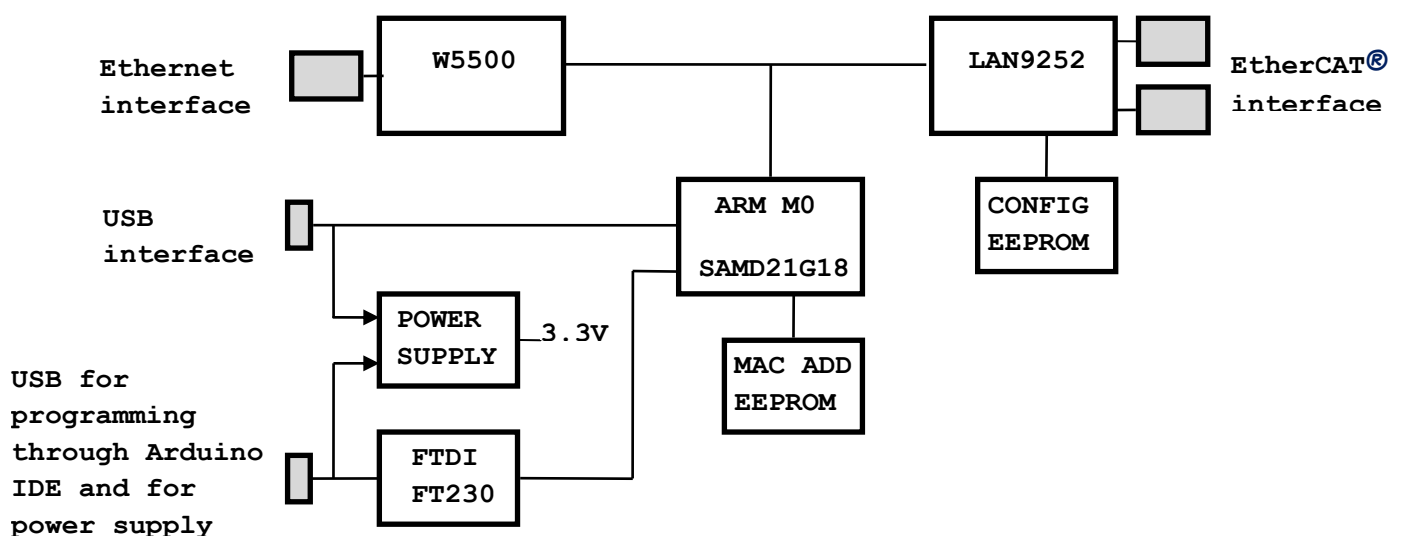 Ethernet
interface
W5500
LAN9252
EtherCAT®
interface
USB
interface
ARM M0
SAMD21G18
CONFIG
EEPROM
POWER
SUPPLY
3.3V
MAC ADD
EEPROM
USB for
programming
through Arduino
IDE and for
power supply
FTDI
FT230